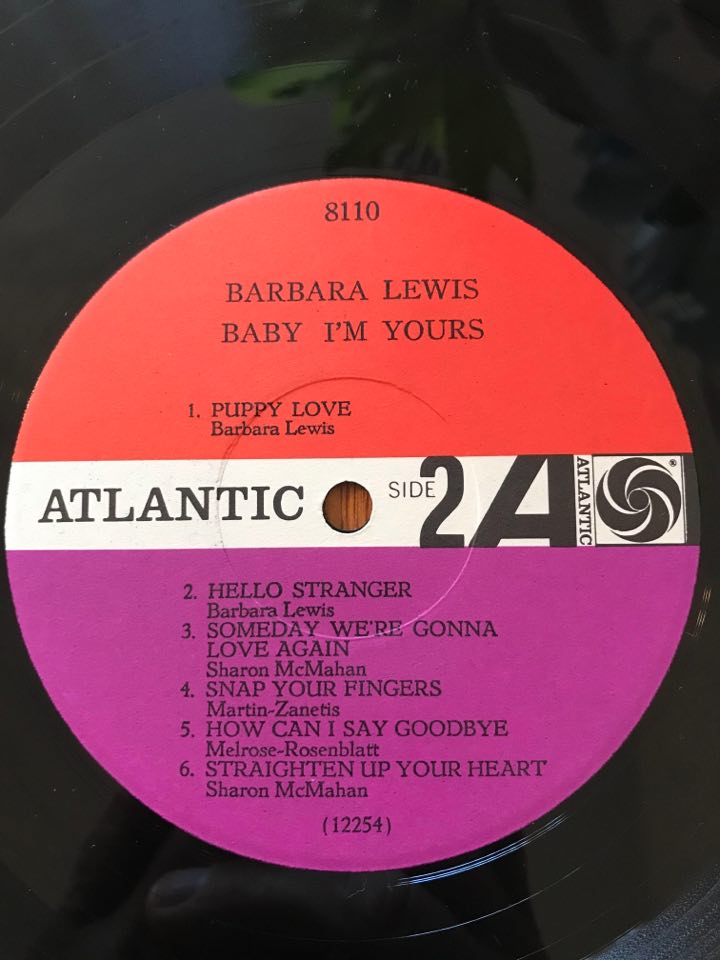 8110
BARBARA LEWIS
BABY I'M YOURS
1. PUPPY LOVE
Barbara Lewis
ATLANTIC SIDE 2 A ATLANTIC ®
2. HELLO STRANGER
Barbara Lewis
3. SOMEDAY WE'RE GONNA
LOVE AGAIN
Sharon McMahan
4. SNAP YOUR FINGERS
Martin-Zanetis
5. HOW CAN I SAY GOODBYE
Melrose-Rosenblatt
6. STRAIGHTEN UP YOUR HEART
Sharon McMahan
(12254)